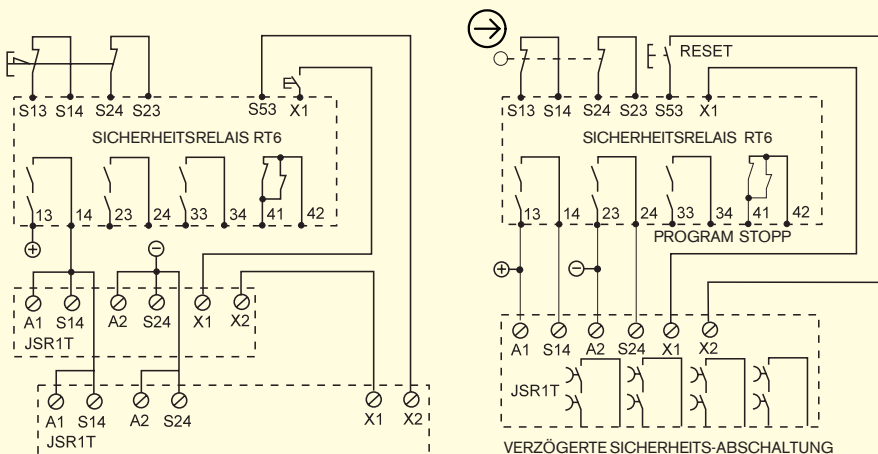 S13 S14 S24 S23 S53 X1
SICHERHEITSRELAIS RT6
13 14 23 24 33 34 41 42
+ −
A1 S14 A2 S24 X1 X2
JSR1T
A1 S14 A2 S24 X1 X2
JSR1T
RESET
S13 S14 S24 S23 S53 X1
SICHERHEITSRELAIS RT6
13 14 23 24 33 34 41 42
PROGRAM STOPP
+ −
A1 S14 A2 S24 X1 X2
JSR1T
VERZÖGERTE SICHERHEITS-ABSCHALTUNG